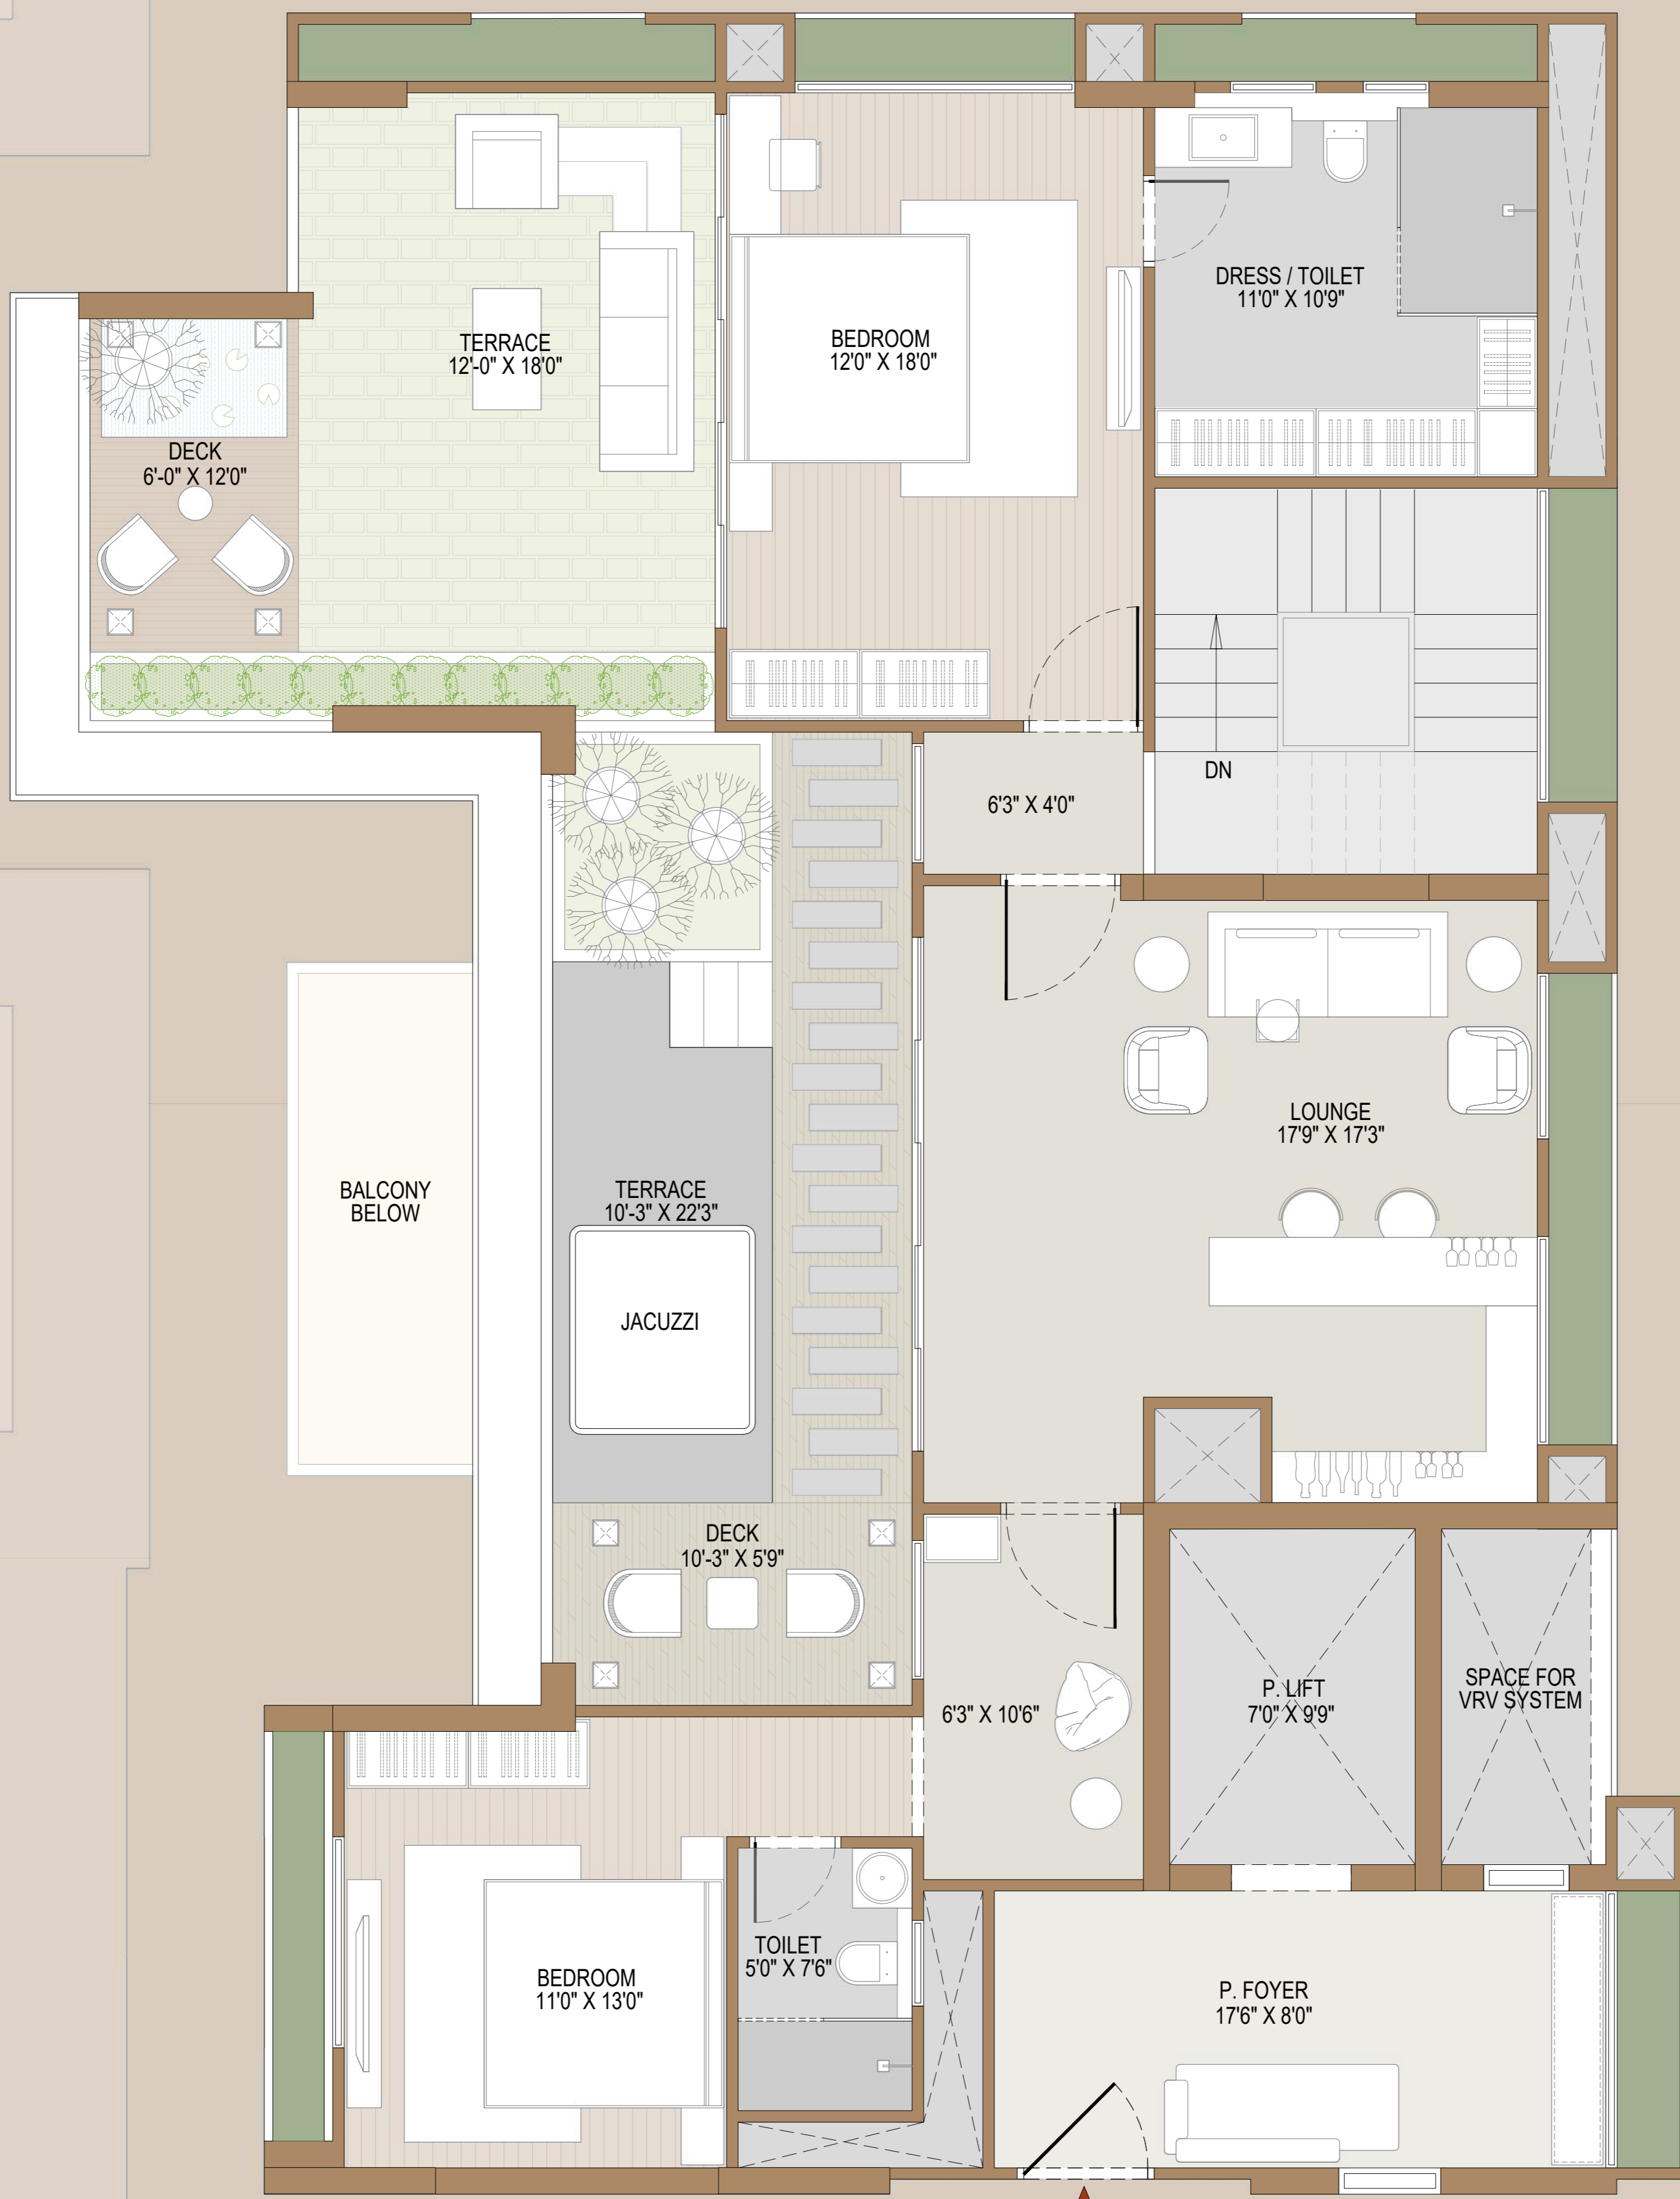 DRESS / TOILET
11'0" X 10'9"
TERRACE
12'-0" X 18'0"
BEDROOM
12'0" X 18'0"
DECK
6'-0" X 12'0"
DN
6'3" X 4'0"
LOUNGE
17'9" X 17'3"
BALCONY
BELOW
TERRACE
10'-3" X 22'3"
JACUZZI
DECK
10'-3" X 5'9"
6'3" X 10'6"
P. LIFT
7'0" X 9'9"
SPACE FOR
VRV SYSTEM
TOILET
5'0" X 7'6"
BEDROOM
11'0" X 13'0"
P. FOYER
17'6" X 8'0"